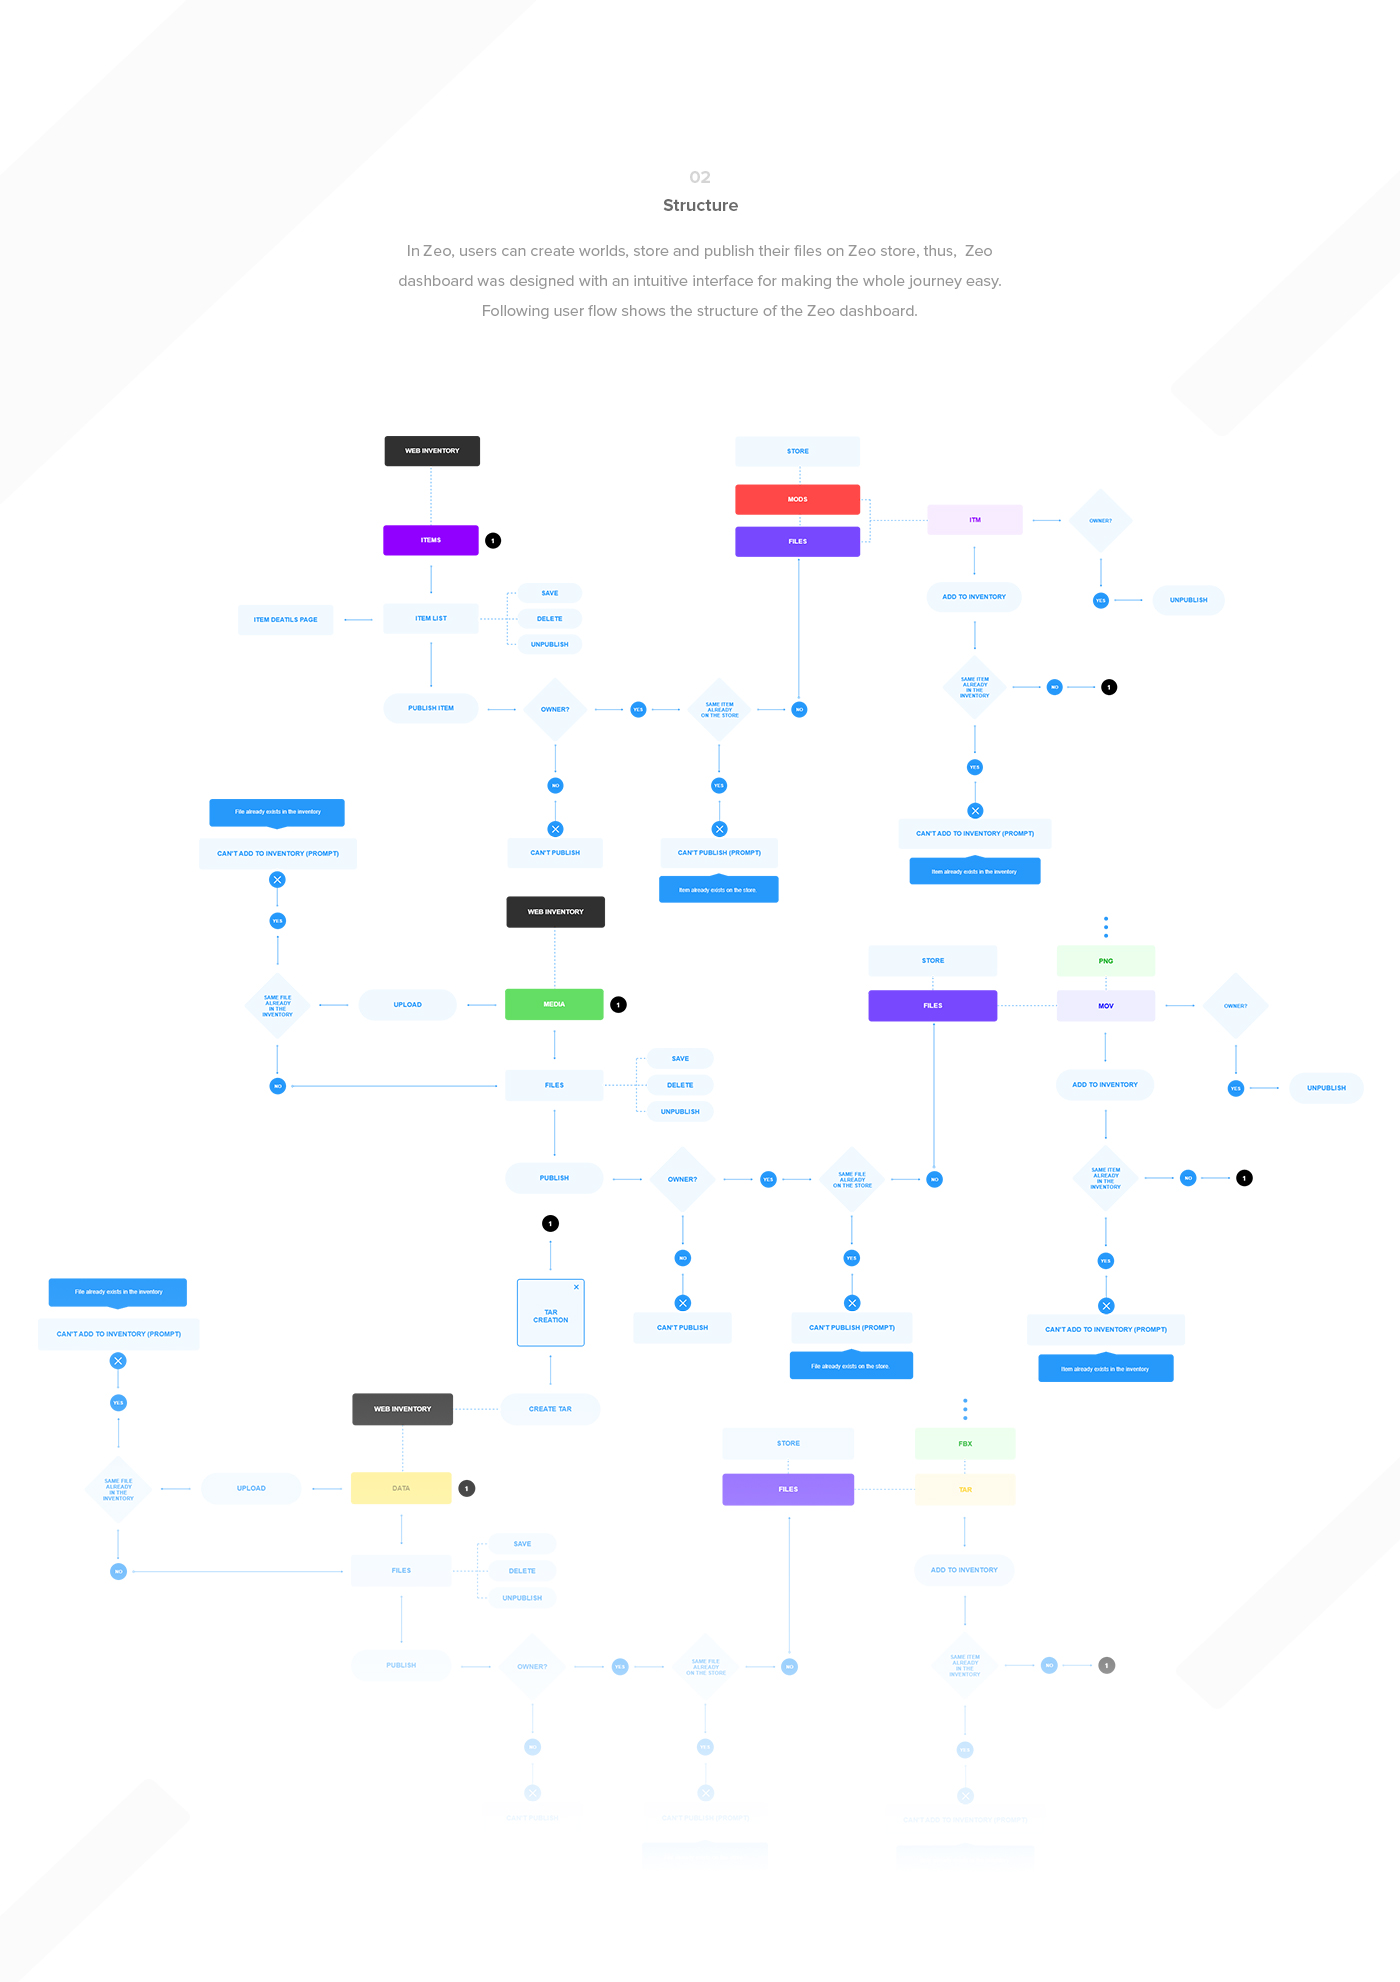 02
Structure
In Zeo, users can create worlds, store and publish their files on Zeo store, thus, Zeo
dashboard was designed with an intuitive interface for making the whole journey easy.
Following user flow shows the structure of the Zeo dashboard.
WEB INVENTORY
ITEMS
1
ITEM DEATILS PAGE
ITEM LIST
SAVE
DELETE
UNPUBLISH
PUBLISH ITEM
OWNER?
YES
SAME ITEM
ALREADY
ON THE STORE
NO
NO
YES
CAN'T PUBLISH
CAN'T PUBLISH (PROMPT)
Item already exists on the store.
STORE
MODS
FILES
ITM
OWNER?
YES
UNPUBLISH
ADD TO INVENTORY
SAME ITEM
ALREADY
IN THE
INVENTORY
NO
1
YES
CAN'T ADD TO INVENTORY (PROMPT)
Item already exists in the inventory
File already exists in the inventory
CAN'T ADD TO INVENTORY (PROMPT)
YES
SAME FILE
ALREADY
IN THE
INVENTORY
NO
UPLOAD
WEB INVENTORY
MEDIA
1
FILES
SAVE
DELETE
UNPUBLISH
PUBLISH
OWNER?
YES
SAME FILE
ALREADY
ON THE STORE
NO
NO
YES
CAN'T PUBLISH
CAN'T PUBLISH (PROMPT)
File already exists on the store.
STORE
FILES
PNG
MOV
OWNER?
YES
UNPUBLISH
ADD TO INVENTORY
SAME ITEM
ALREADY
IN THE
INVENTORY
NO
1
YES
CAN'T ADD TO INVENTORY (PROMPT)
Item already exists in the inventory
1
TAR
CREATION
CREATE TAR
File already exists in the inventory
CAN'T ADD TO INVENTORY (PROMPT)
YES
SAME FILE
ALREADY
IN THE
INVENTORY
NO
UPLOAD
WEB INVENTORY
DATA
1
FILES
SAVE
DELETE
UNPUBLISH
PUBLISH
OWNER?
YES
SAME FILE
ALREADY
ON THE STORE
NO
NO
YES
CAN'T PUBLISH
CAN'T PUBLISH (PROMPT)
STORE
FILES
FBX
TAR
ADD TO INVENTORY
SAME ITEM
ALREADY
IN THE
INVENTORY
NO
1
YES
CAN'T ADD TO INVENTORY (PROMPT)